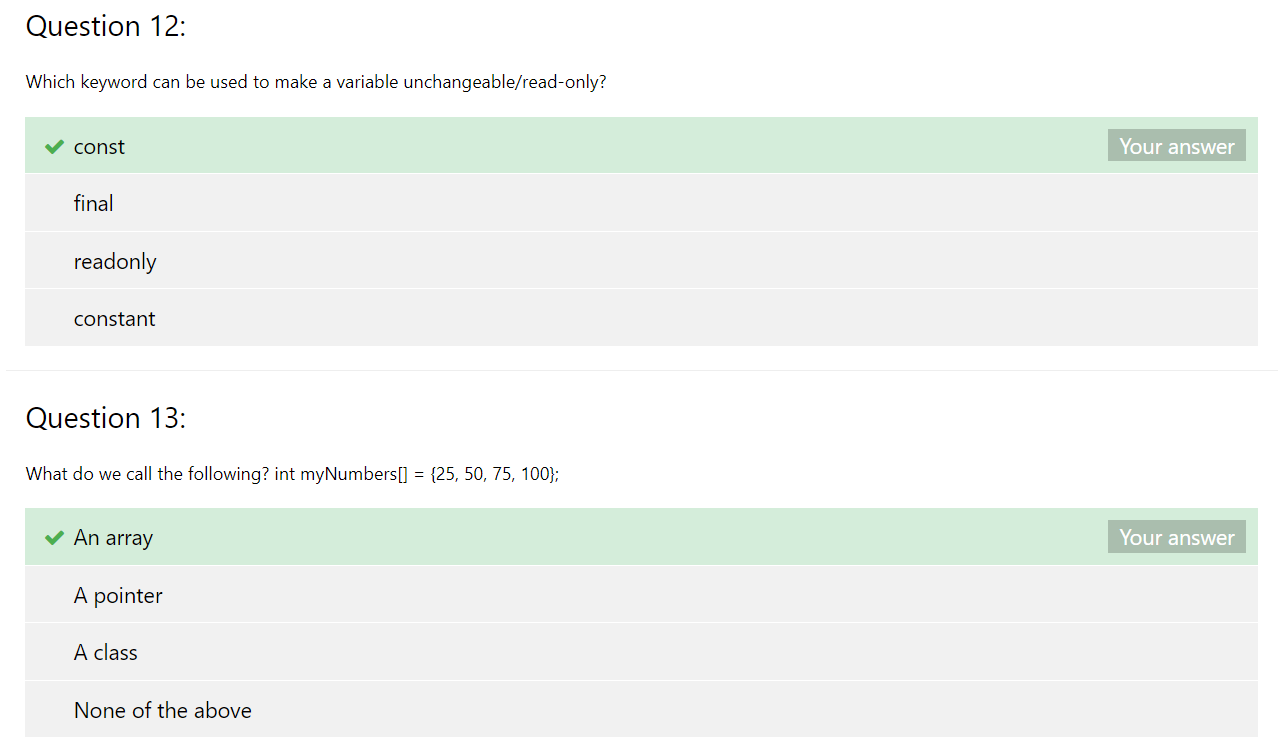 Question 12:
Which keyword can be used to make a variable unchangeable/read-only?
const
Your answer
final
readonly
constant
Question 13:
What do we call the following? int myNumbers[] = {25, 50, 75, 100};
An array
Your answer
A pointer
A class
None of the above